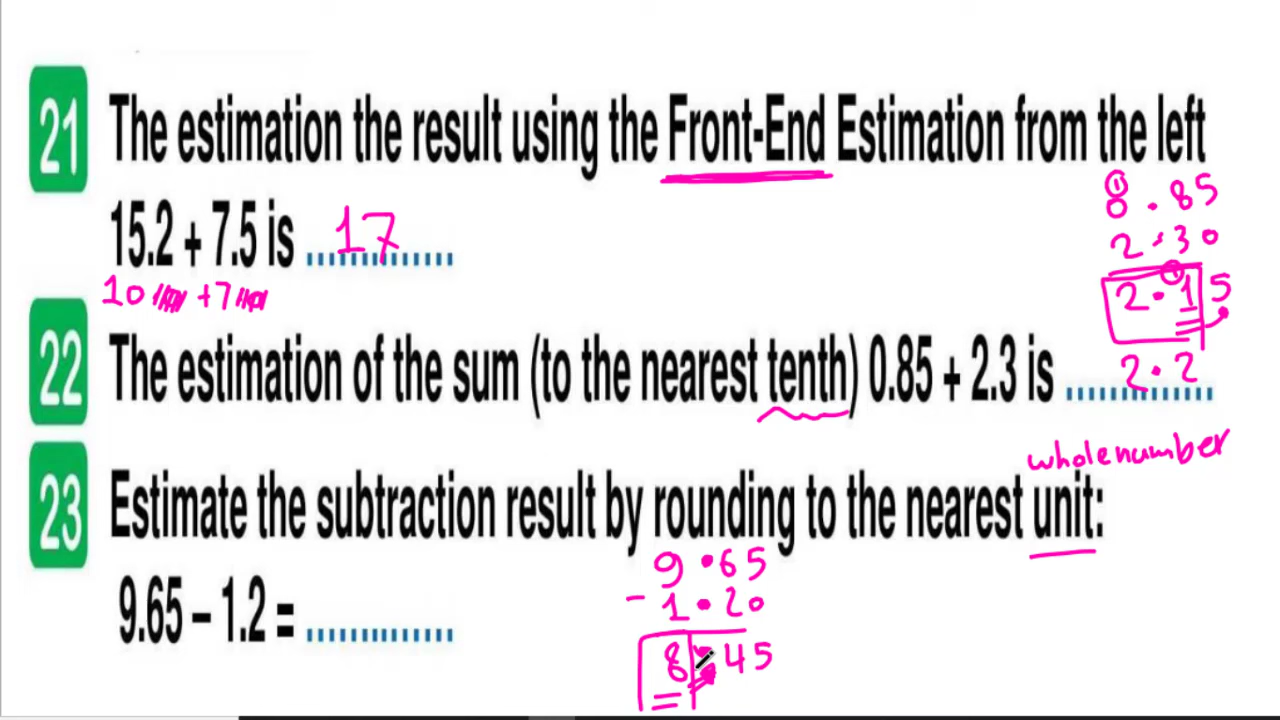 21 The estimation the result using the Front-End Estimation from the left
15.2 + 7.5 is .............. 17
10 + 7
8.85
2.30
2.15
2.2
22 The estimation of the sum (to the nearest tenth) 0.85 + 2.3 is ..............
whole number
23 Estimate the subtraction result by rounding to the nearest unit:
9.65 – 1.2 = ..............
9.65
- 1.20
8.45